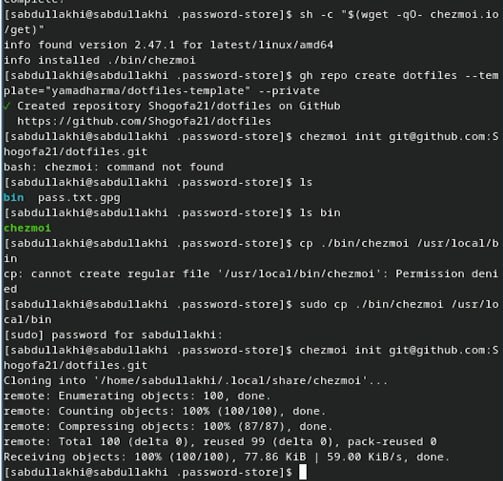 complete!
[sabdullakhi@sabdullakhi .password-store]$ sh -c "$(wget -qO- chezmoi.io
/get)"
info found version 2.47.1 for latest/linux/amd64
info installed ./bin/chezmoi
[sabdullakhi@sabdullakhi .password-store]$ gh repo create dotfiles --tem
plate="yamadharma/dotfiles-template" --private
✓ Created repository Shogofa21/dotfiles on GitHub
https://github.com/Shogofa21/dotfiles
[sabdullakhi@sabdullakhi .password-store]$ chezmoi init git@github.com:S
hogofa21/dotfiles.git
bash: chezmoi: command not found
[sabdullakhi@sabdullakhi .password-store]$ ls
bin pass.txt.gpg
[sabdullakhi@sabdullakhi .password-store]$ ls bin
chezmoi
[sabdullakhi@sabdullakhi .password-store]$ cp ./bin/chezmoi /usr/local/b
in
cp: cannot create regular file '/usr/local/bin/chezmoi': Permission deni
ed
[sabdullakhi@sabdullakhi .password-store]$ sudo cp ./bin/chezmoi /usr/lo
cal/bin
[sudo] password for sabdullakhi:
[sabdullakhi@sabdullakhi .password-store]$ chezmoi init git@github.com:S
hogofa21/dotfiles.git
Cloning into '/home/sabdullakhi/.local/share/chezmoi'...
remote: Enumerating objects: 100, done.
remote: Counting objects: 100% (100/100), done.
remote: Compressing objects: 100% (87/87), done.
remote: Total 100 (delta 0), reused 99 (delta 0), pack-reused 0
Receiving objects: 100% (100/100), 77.86 KiB | 59.00 KiB/s, done.
[sabdullakhi@sabdullakhi .password-store]$